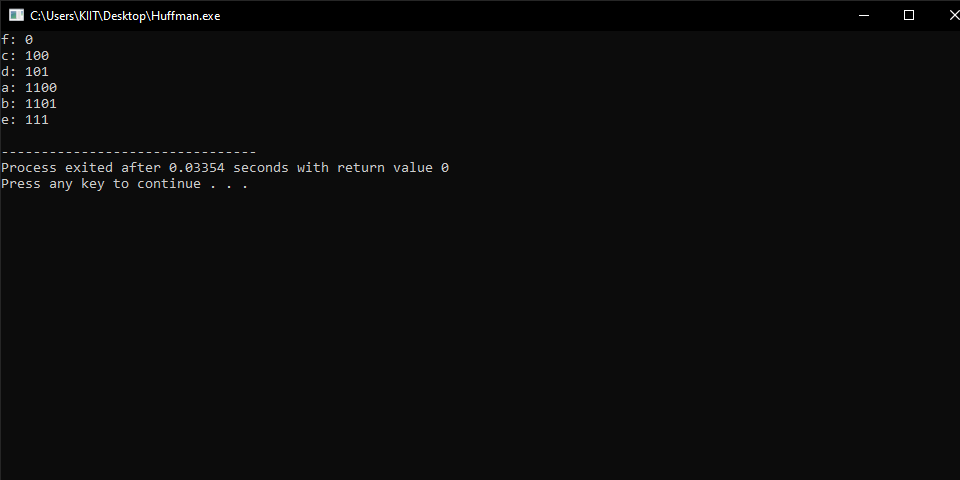 C:\Users\KIIT\Desktop\Huffman.exe
f: 0
c: 100
d: 101
a: 1100
b: 1101
e: 111
--------------------------------
Process exited after 0.03354 seconds with return value 0
Press any key to continue . . .